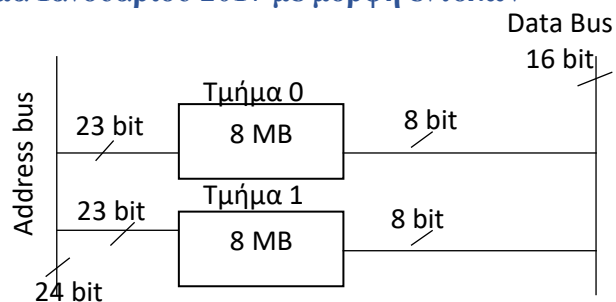 Data Bus
16 bit
Τμήμα 0
23 bit
8 MB
8 bit
Address bus
Τμήμα 1
23 bit
8 MB
8 bit
24 bit